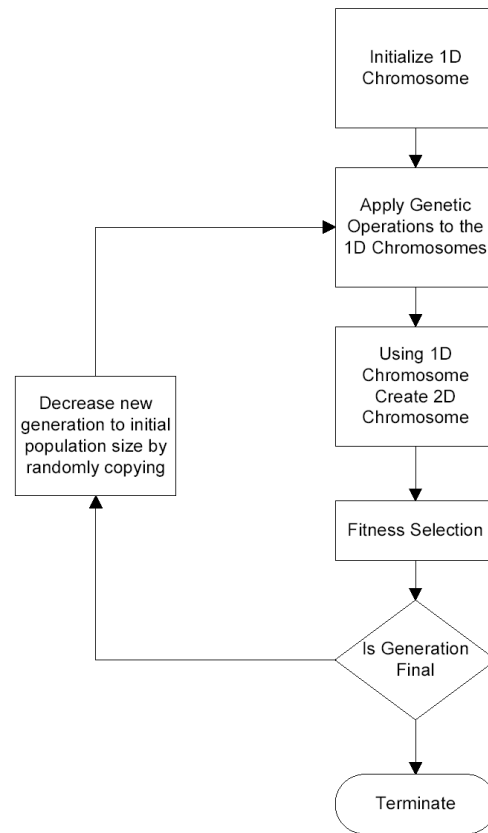 Initialize 1D
Chromosome
Apply Genetic
Operations to the
1D Chromosomes
Using 1D
Chromosome
Create 2D
Chromosome
Decrease new
generation to initial
population size by
randomly copying
Fitness Selection
Is Generation
Final
Terminate